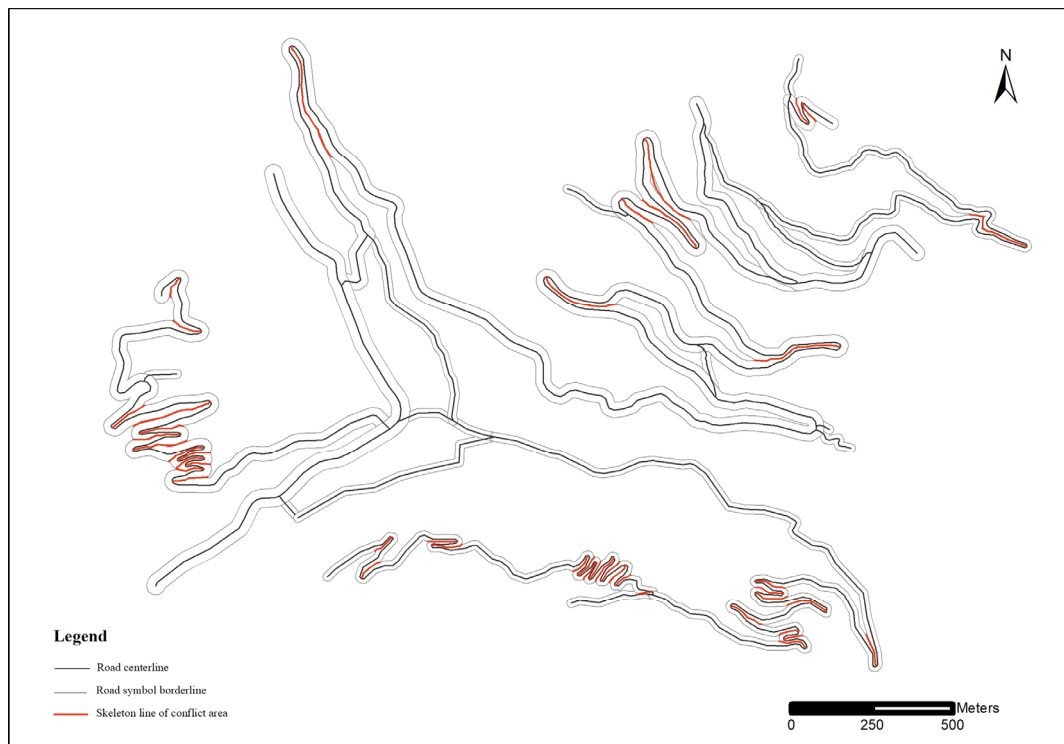 N
Legend
Road centerline
Road symbol borderline
Skeleton line of conflict area
Meters
0 250 500